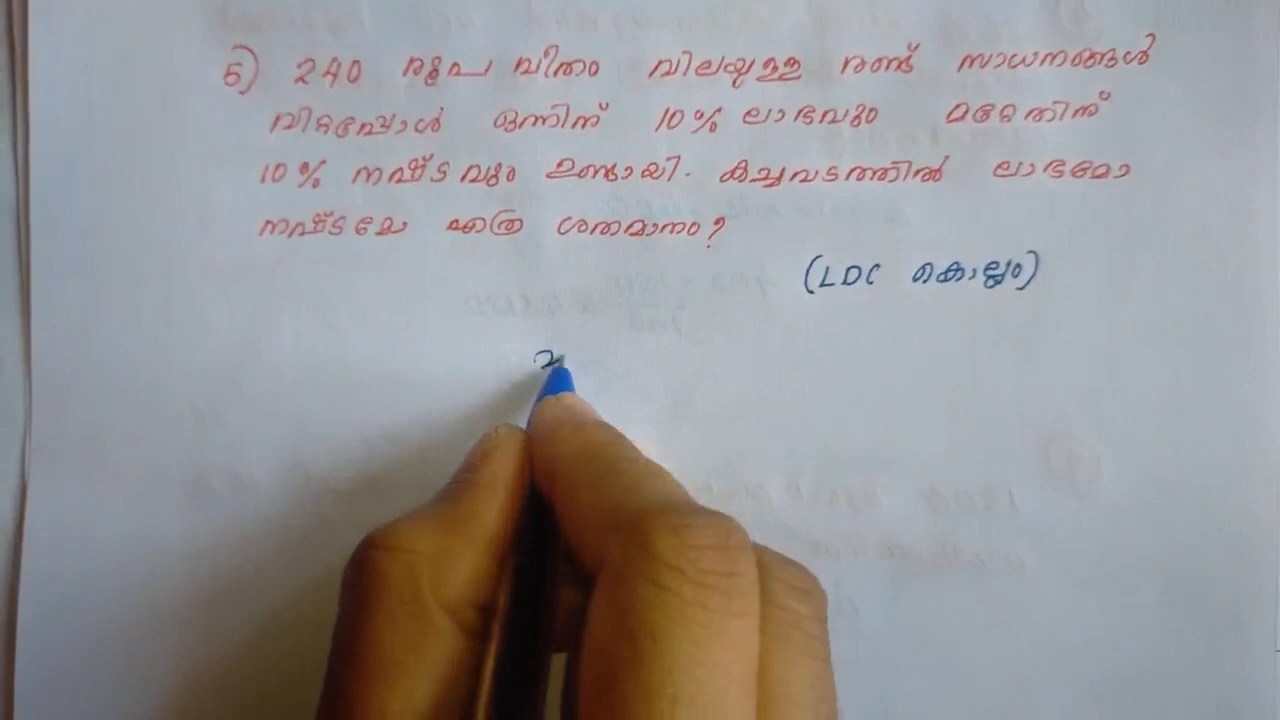 6) 240 രൂപ വീതം വിലയുള്ള രണ്ട് സാധനങ്ങൾ
വിറ്റപ്പോൾ ഒന്നിന് 10% ലാഭവും മറ്റേതിന്
10% നഷ്ടവും ഉണ്ടായി. കച്ചവടത്തിൽ ലാഭമോ
നഷ്ടമോ എത്ര ശതമാനം?
(LDC കൊല്ലം)
2